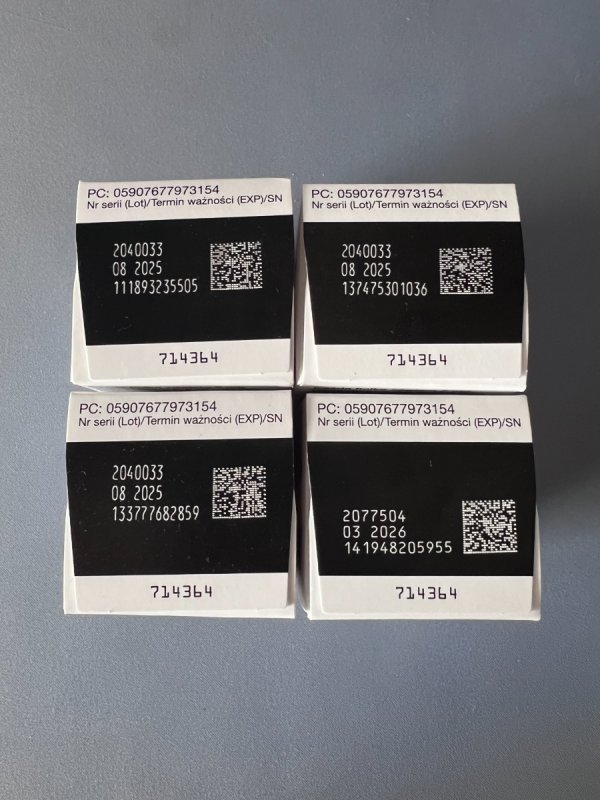 PC: 05907677973154
Nr serii (Lot)/Termin ważności (EXP)/SN
2040033
08 2025
111893235505
714364
PC: 05907677973154
Nr serii (Lot)/Termin ważności (EXP)/SN
2040033
08 2025
137475301036
714364
PC: 05907677973154
Nr serii (Lot)/Termin ważności (EXP)/SN
2040033
08 2025
133777682859
714364
PC: 05907677973154
Nr serii (Lot)/Termin ważności (EXP)/SN
2077504
03 2026
141948205955
714364